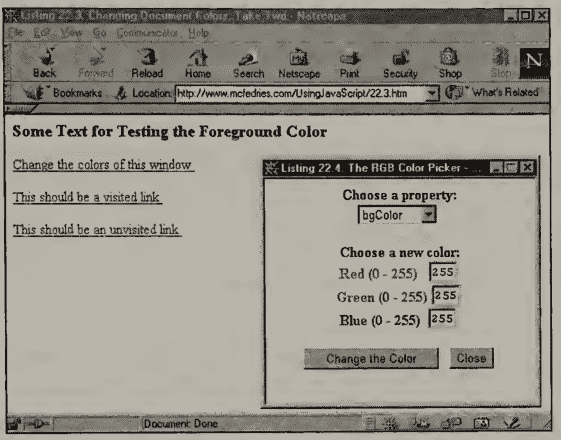 Listing 22.3. Changing Document Colors, Take Two - Netscape
File Edit View Go Communicator Help
Back Forward Reload Home Search Netscape Print Security Shop Stop
N
Bookmarks Location: http://www.mcfedries.com/UsingJavaScript/22.3.htm What's Related
Some Text for Testing the Foreground Color
Change the colors of this window
This should be a visited link
This should be an unvisited link
Listing 22.4. The RGB Color Picker - ...
Choose a property:
bgColor
Choose a new color:
Red (0 - 255) 255
Green (0 - 255) 255
Blue (0 - 255) 255
Change the Color Close
Document: Done